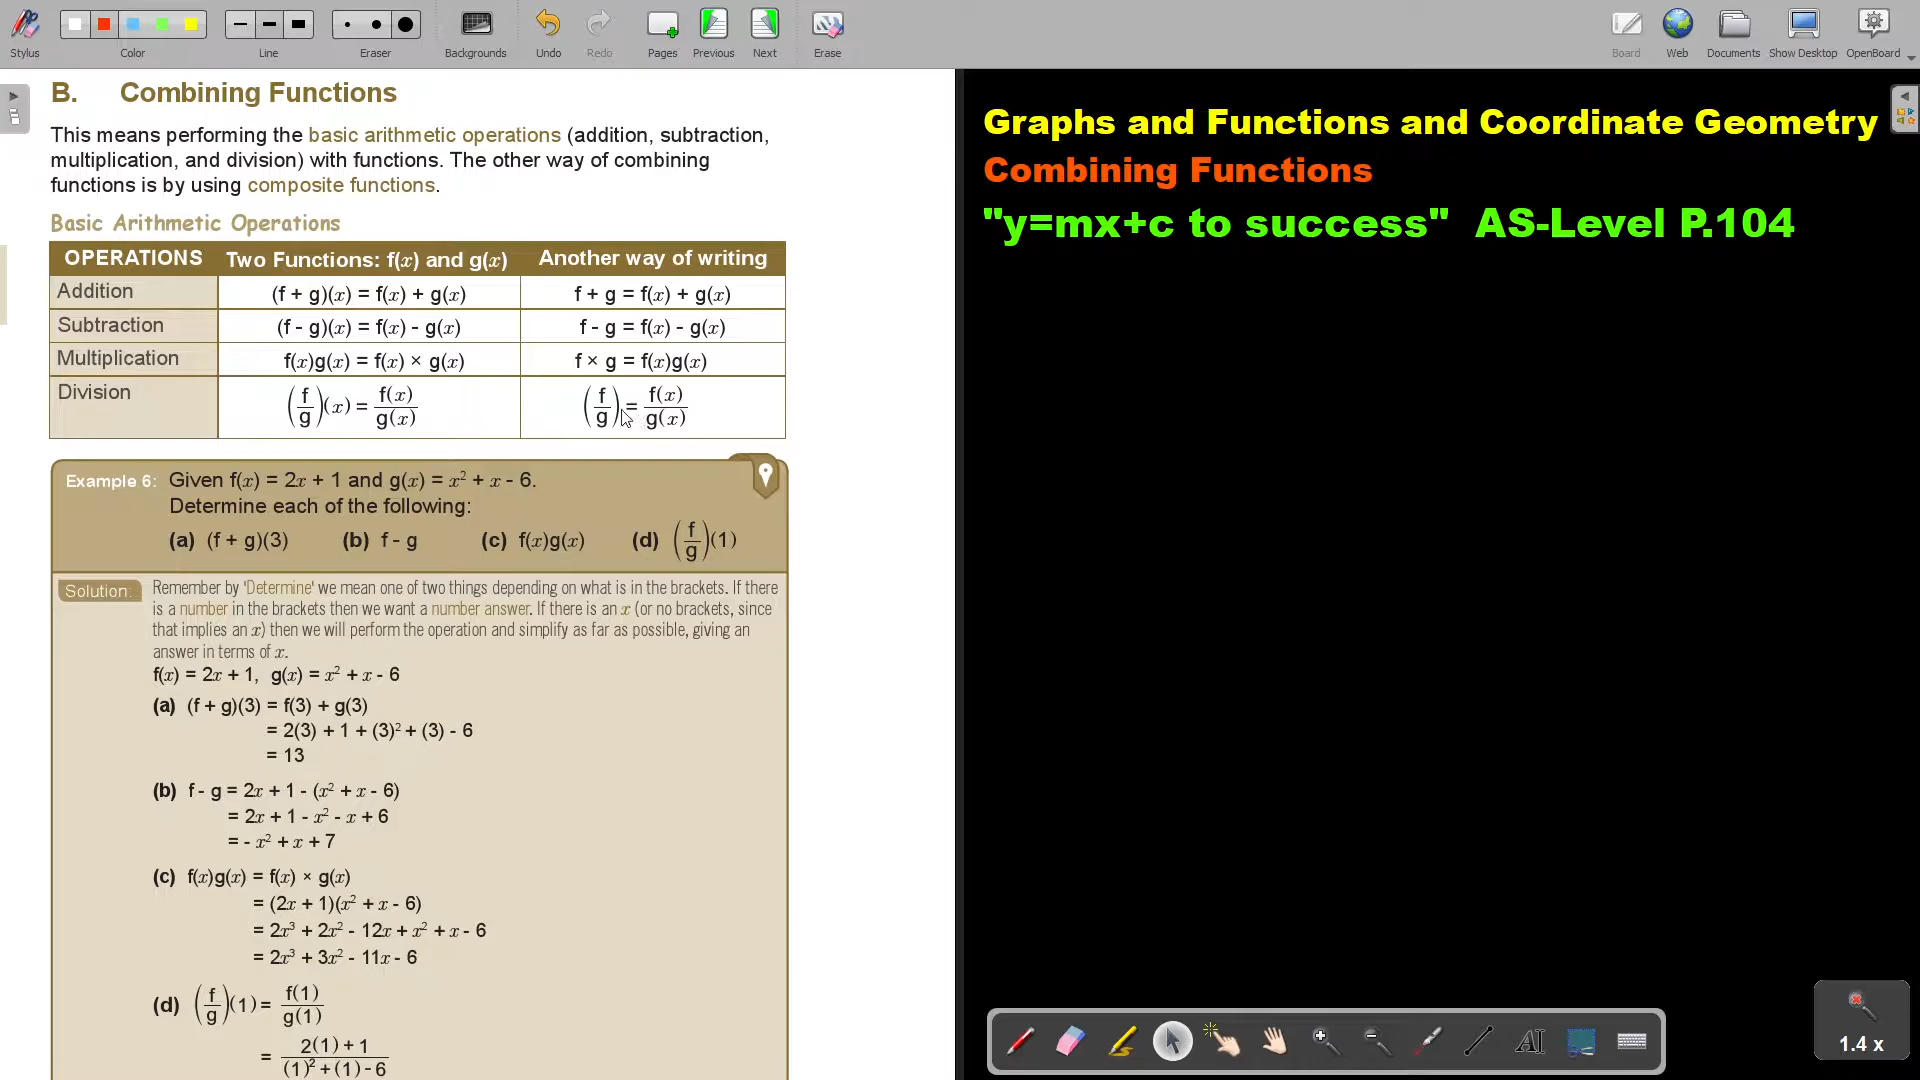 Stylus
Color
Line
Eraser
Backgrounds
Undo
Redo
Pages
Previous
Next
Erase
Board
Web
Documents
Show Desktop
OpenBoard
B. Combining Functions
This means performing the basic arithmetic operations (addition, subtraction,
multiplication, and division) with functions. The other way of combining
functions is by using composite functions.
Basic Arithmetic Operations
OPERATIONS Two Functions: f(x) and g(x) Another way of writing
Addition (f + g)(x) = f(x) + g(x) f + g = f(x) + g(x)
Subtraction (f - g)(x) = f(x) - g(x) f - g = f(x) - g(x)
Multiplication f(x)g(x) = f(x) × g(x) f × g = f(x)g(x)
Division (f/g)(x) = f(x)/g(x) (f/g) = f(x)/g(x)
Example 6: Given f(x) = 2x + 1 and g(x) = x² + x - 6.
Determine each of the following:
(a) (f + g)(3) (b) f - g (c) f(x)g(x) (d) (f/g)(1)
Solution: Remember by 'Determine' we mean one of two things depending on what is in the brackets. If there
is a number in the brackets then we want a number answer. If there is an x (or no brackets, since
that implies an x) then we will perform the operation and simplify as far as possible, giving an
answer in terms of x.
f(x) = 2x + 1, g(x) = x² + x - 6
(a) (f + g)(3) = f(3) + g(3)
= 2(3) + 1 + (3)² + (3) - 6
= 13
(b) f - g = 2x + 1 - (x² + x - 6)
= 2x + 1 - x² - x + 6
= - x² + x + 7
(c) f(x)g(x) = f(x) × g(x)
= (2x + 1)(x² + x - 6)
= 2x³ + 2x² - 12x + x² + x - 6
= 2x³ + 3x² - 11x - 6
(d) (f/g)(1) = f(1)/g(1)
= 2(1) + 1/(1)² + (1) - 6
Graphs and Functions and Coordinate Geometry
Combining Functions
"y=mx+c to success" AS-Level P.104
AI
1.4 x